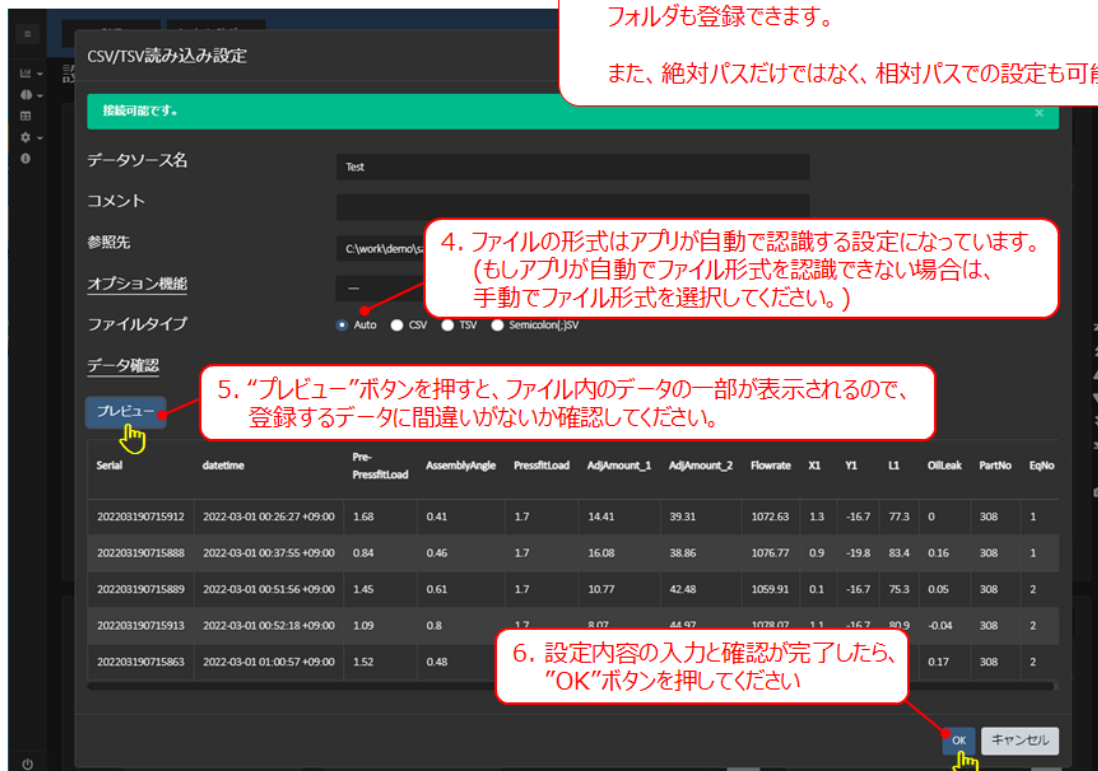 フォルダも登録できます。
また、絶対パスだけではなく、相対パスでの設定も可能
CSV/TSV読み込み設定
接続可能です。
×
データソース名
Test
コメント
参照先
C:\work\demo\sa
4. ファイルの形式はアプリが自動で認識する設定になっています。
(もしアプリが自動でファイル形式を認識できない場合は、
手動でファイル形式を選択してください。)
オプション機能
---
ファイルタイプ
Auto CSV TSV Semicolon(;)SV
データ確認
5. “プレビュー”ボタンを押すと、ファイル内のデータの一部が表示されるので、
登録するデータに間違いがないか確認してください。
プレビュー
Serial datetime Pre-PressfitLoad AssemblyAngle PressfitLoad AdjAmount_1 AdjAmount_2 Flowrate X1 Y1 L1 OilLeak PartNo EqNo
202203190715912 2022-03-01 00:26:27 +09:00 1.68 0.41 1.7 14.41 39.31 1072.63 1.3 -16.7 77.3 0 308 1
202203190715888 2022-03-01 00:37:55 +09:00 0.84 0.46 1.7 16.08 38.86 1076.77 0.9 -19.8 83.4 0.16 308 1
202203190715889 2022-03-01 00:51:56 +09:00 1.45 0.61 1.7 10.77 42.48 1059.91 0.1 -16.7 75.3 0.05 308 2
202203190715913 2022-03-01 00:52:18 +09:00 1.09 0.8 1.7 8.07 44.97 1078.07 1.1 -16.7 80.9 -0.04 308 2
202203190715863 2022-03-01 01:00:57 +09:00 1.52 0.48 0.17 308 2
6. 設定内容の入力と確認が完了したら、
”OK”ボタンを押してください
OK キャンセル